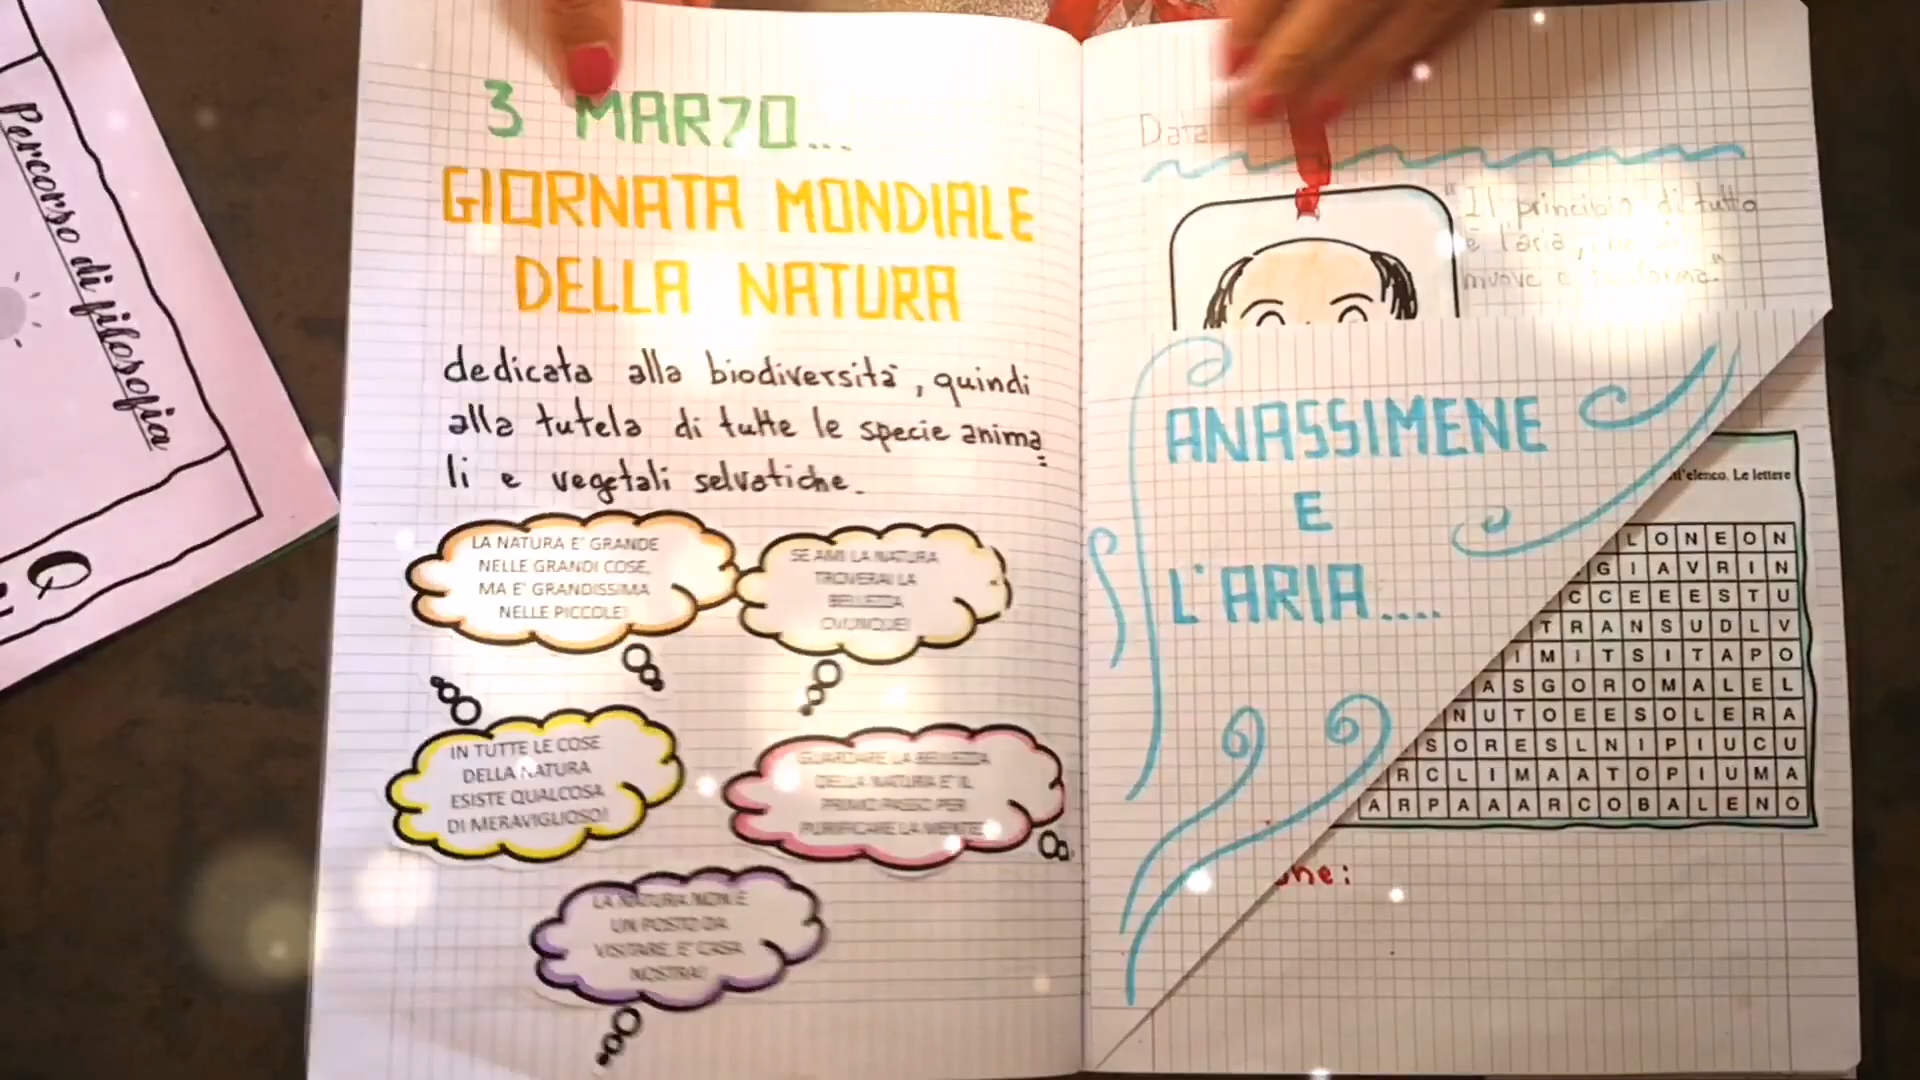 Percorso di filosofia
3 MARZO...
GIORNATA MONDIALE
DELLA NATURA
dedicata alla biodiversità, quindi
alla tutela di tutte le specie anima
li e vegetali selvatiche.
LA NATURA E' GRANDE
NELLE GRANDI COSE,
MA E' GRANDISSIMA
NELLE PICCOLE!
SE AMI LA NATURA
TROVERAI LA
BELLEZZA
OVUNQUE!
IN TUTTE LE COSE
DELLA NATURA
ESISTE QUALCOSA
DI MERAVIGLIOSO!
GUARDARE LA BELLEZZA
DELLA NATURA E' IL
PRIMO PASSO PER
PURIFICARE LA MENTE
LA NATURA NON E'
UN POSTO DA
VISITARE, E' CASA
NOSTRA!
Data
"Il principio di tutto
è l'aria,
muove e
ANASSIMENE
E
L'ARIA....
elenco. Le lettere
L O N E O N
G I A V R I N
C C E E E S T U
T R A N S U D L V
I M I T S I T A P O
A S G O R O M A L E L
N U T O E E S O L E R A
S O R E S L N I P I U C U
R C L I M A A T O P I U M A
A R P A A A R C O B A L E N O